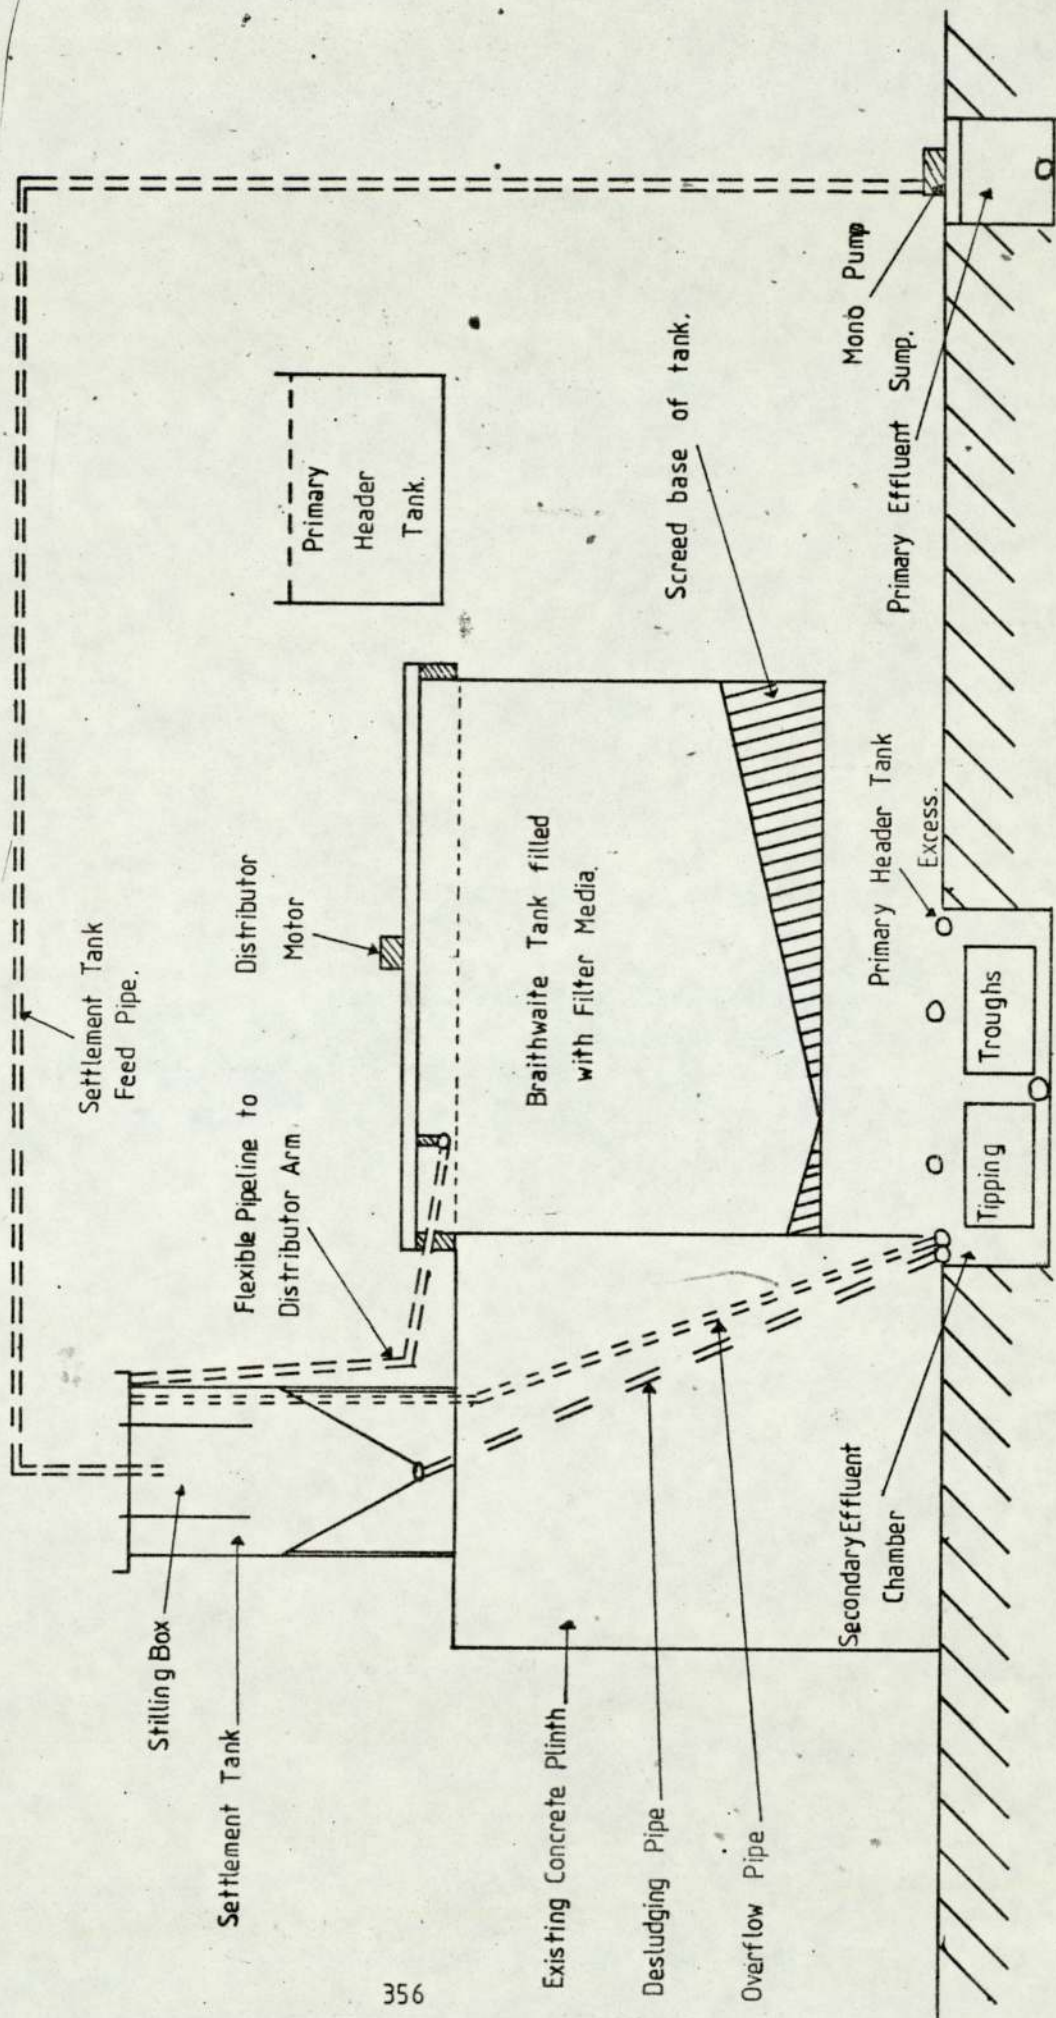 Settlement Tank
Feed Pipe.
Stilling Box
Settlement Tank
Flexible Pipeline to
Distributor Arm.
Distributor
Motor
Primary
Header
Tank.
Existing Concrete Plinth
Braithwaite Tank filled
with Filter Media.
Screed base of tank.
Desludging Pipe
Overflow Pipe
Secondary Effluent
Chamber
Tipping
Troughs
Primary Header Tank
Excess.
Mono Pump
Primary Effluent Sump.
356